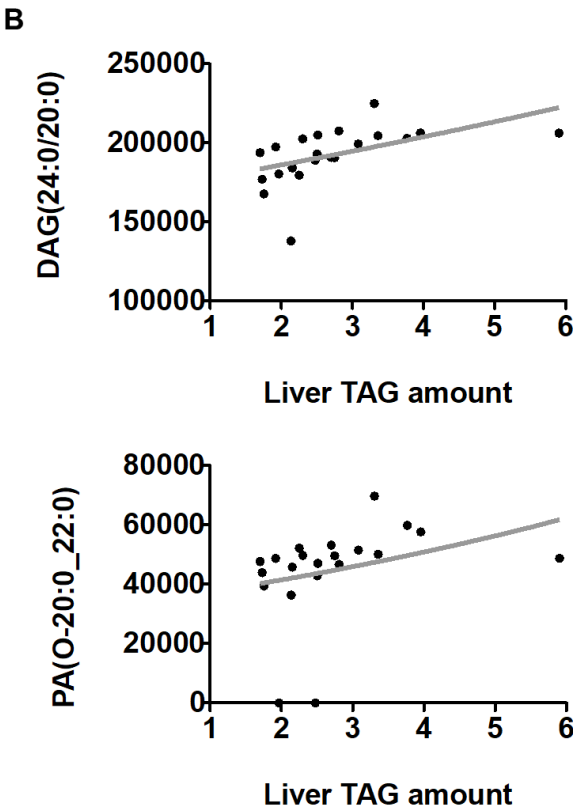 B
DAG(24:0/20:0)
250000
200000
150000
100000
1 2 3 4 5 6
Liver TAG amount
PA(O-20:0_22:0)
80000
60000
40000
20000
0
1 2 3 4 5 6
Liver TAG amount